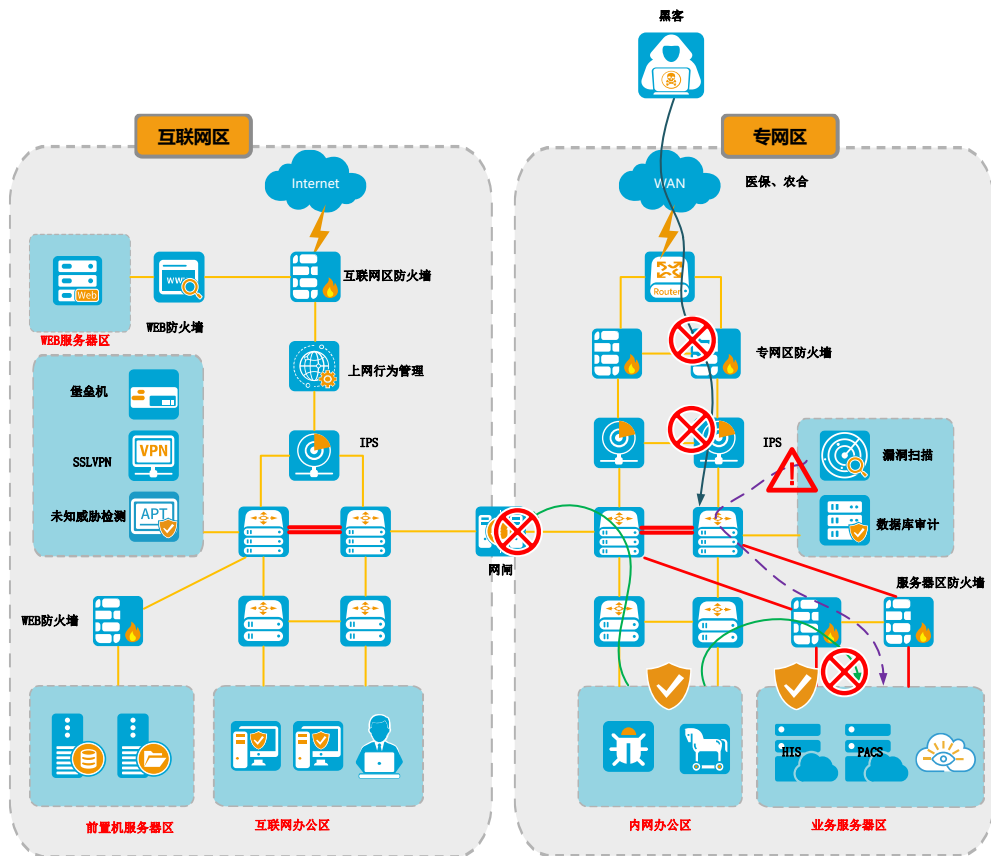 黑客
互联网区
专网区
Internet
WAN
医保、农合
Web
WEB服务器区
WWW
WEB防火墙
互联网区防火墙
Router
专网区防火墙
上网行为管理
堡垒机
SSLVPN
VPN
未知威胁检测
APT
IPS
IPS
漏洞扫描
数据库审计
网闸
WEB防火墙
服务器区防火墙
HIS
PACS
前置机服务器区
互联网办公区
内网办公区
业务服务器区